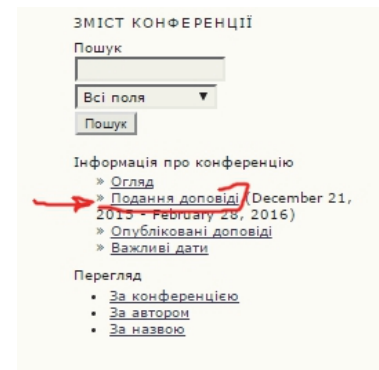 ЗМІСТ КОНФЕРЕНЦІЇ
Пошук
Всі поля
Пошук
Інформація про конференцію
» Огляд
» Подання доповіді (December 21,
2015 - February 28, 2016)
» Опубліковані доповіді
» Важливі дати
Перегляд
• За конференцією
• За автором
• За назвою